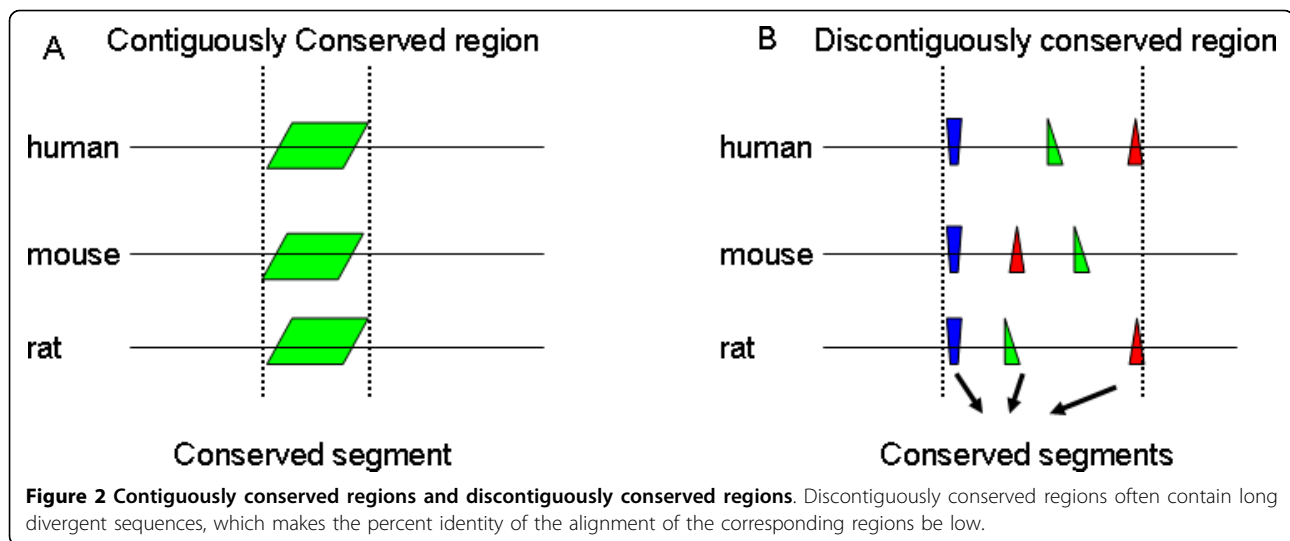 A Contiguously Conserved region
human
mouse
rat
Conserved segment
B Discontiguously conserved region
human
mouse
rat
Conserved segments
Figure 2 Contiguously conserved regions and discontiguously conserved regions. Discontiguously conserved regions often contain long
divergent sequences, which makes the percent identity of the alignment of the corresponding regions be low.